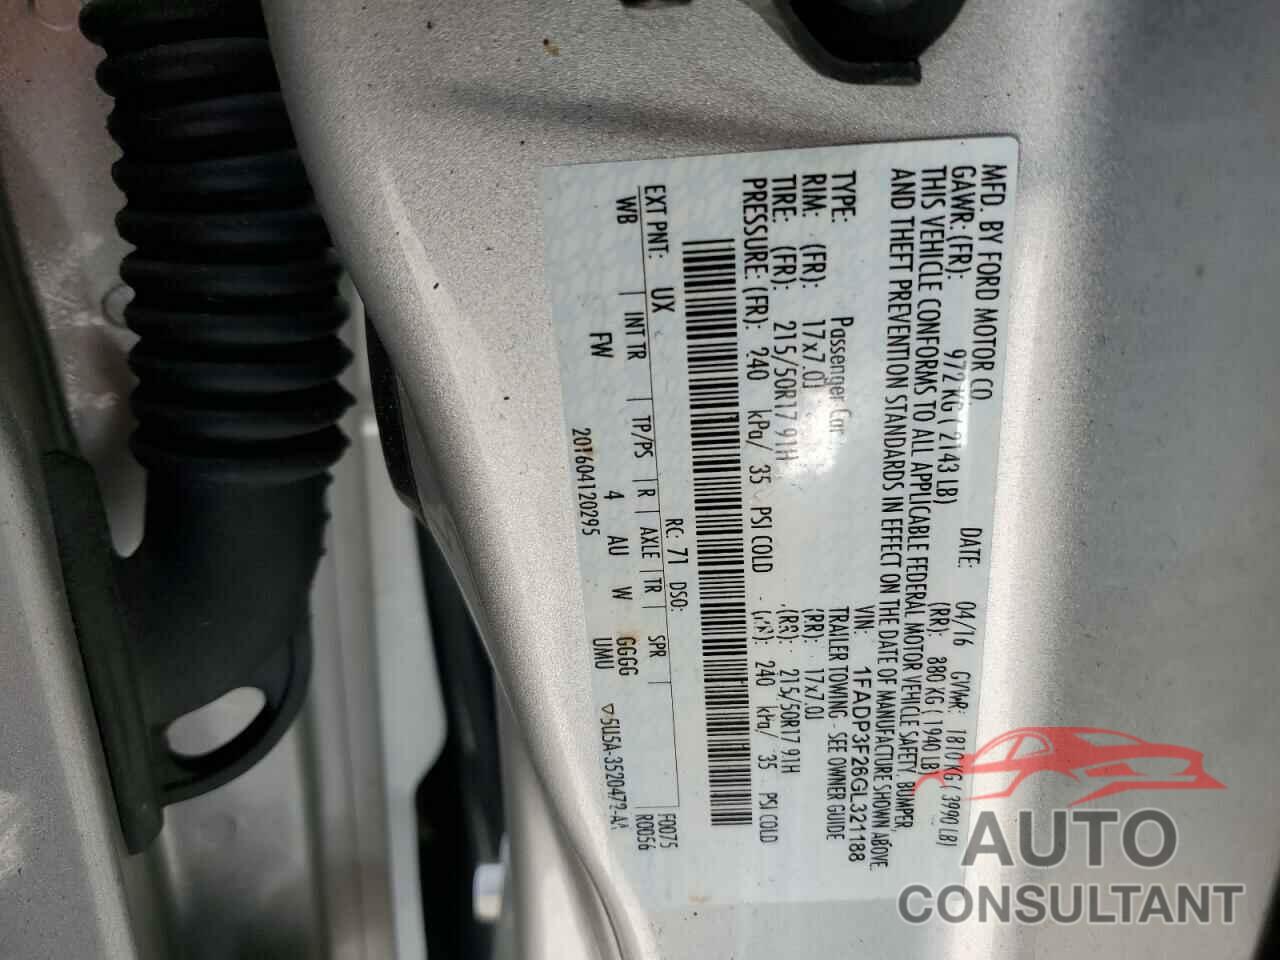 MFD. BY FORD MOTOR CO
DATE: 04/16 GVWR: 1810 KG ( 3990 LB)
GAWR: (FR): 972 KG ( 2143 LB) (RR): 880 KG ( 1940 LB)
THIS VEHICLE CONFORMS TO ALL APPLICABLE FEDERAL MOTOR VEHICLE SAFETY, BUMPER,
AND THEFT PREVENTION STANDARDS IN EFFECT ON THE DATE OF MANUFACTURE SHOWN ABOVE.
VIN: 1FADP3F26GL321188
TYPE: Passenger Car TRAILER TOWING - SEE OWNER GUIDE
RIM: (FR): 17x7.0J (RR): 17x7.0J
TIRE: (FR): 215/50R17 91H (RR): 215/50R17 91H
PRESSURE: (FR): 240 kPa/ 35 PSI COLD 240 kPa/ 35 PSI COLD
RC: 71 DSO:
EXT PNT: UX F0075
WB INT TR TP/PS R AXLE TR SPR R0056
FW 4 AU W GGGG
201604120295 UMU 5U5A-3520472-AA
AUTO
CONSULTANT